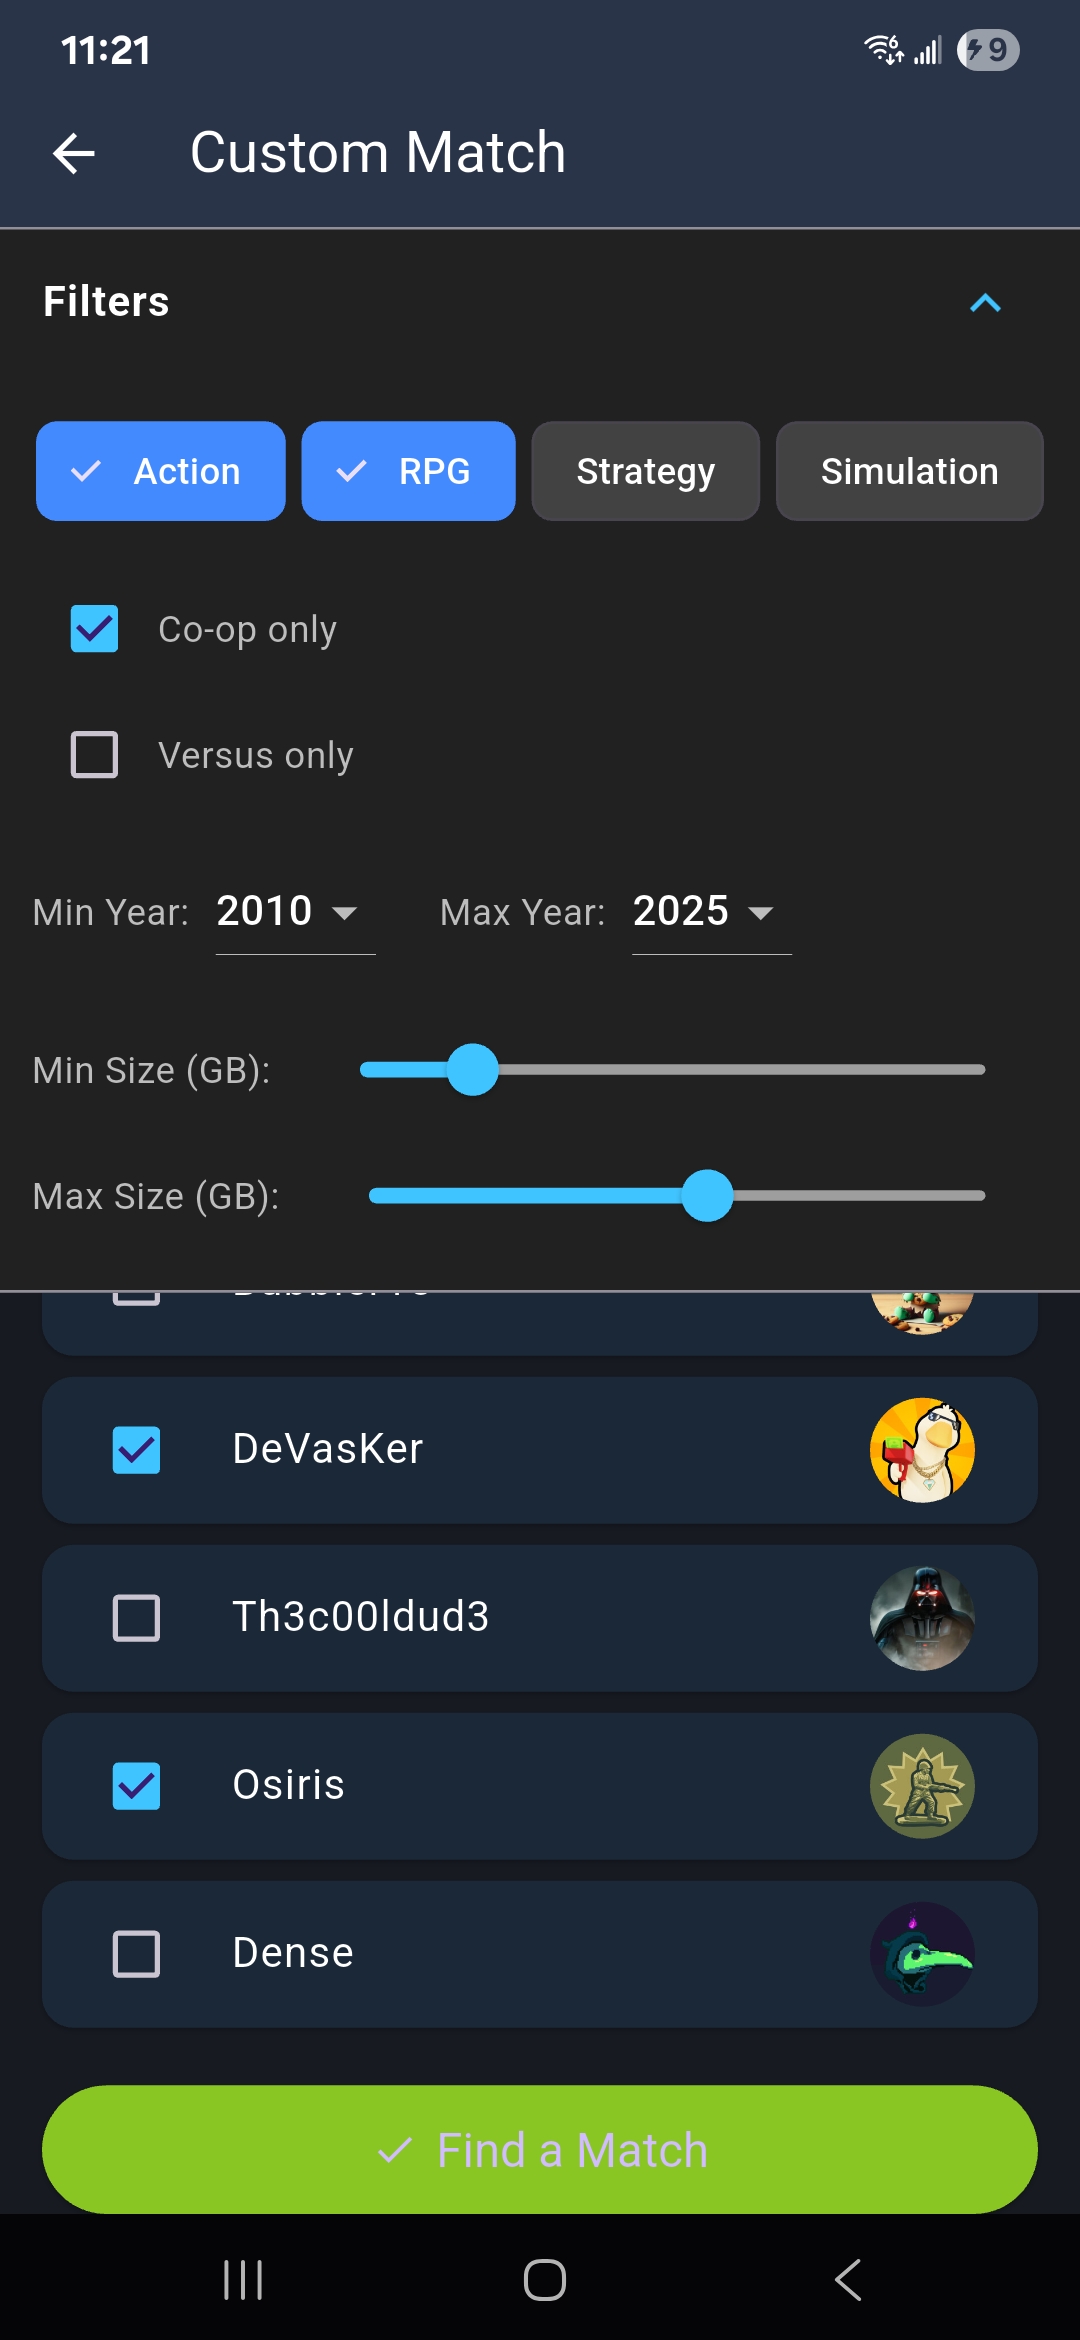 11:21
6
9
Custom Match
Filters
Action
RPG
Strategy
Simulation
Co-op only
Versus only
Min Year: 2010
Max Year: 2025
Min Size (GB):
Max Size (GB):
DeVasKer
Th3c00ldud3
Osiris
Dense
Find a Match